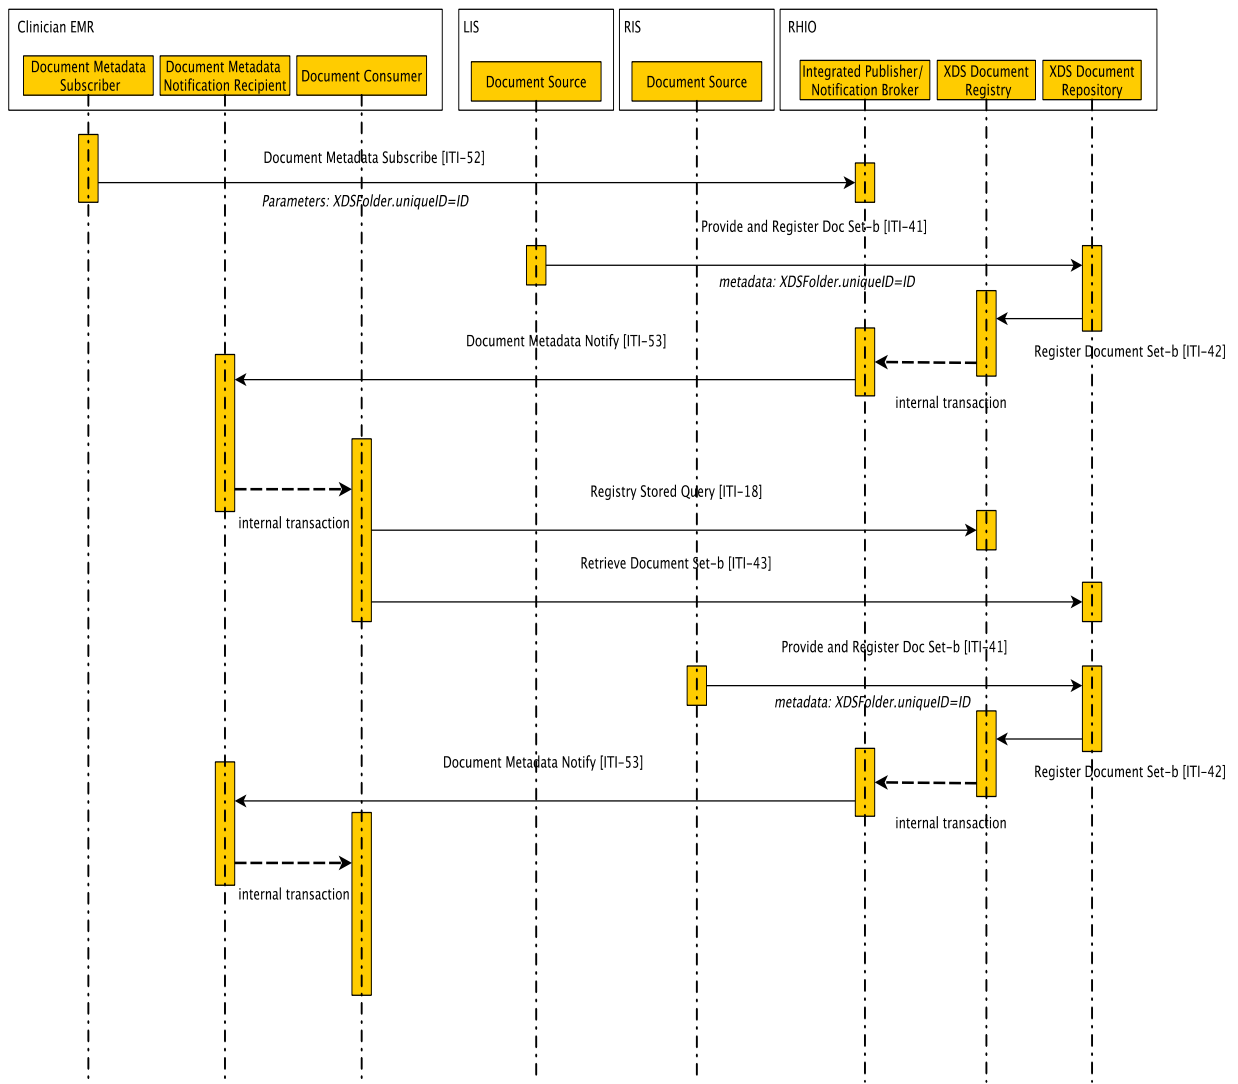 Clinician EMR
LIS
RIS
RHIO
Document Metadata
Subscriber
Document Metadata
Notification Recipient
Document Consumer
Document Source
Document Source
Integrated Publisher/
Notification Broker
XDS Document
Registry
XDS Document
Repository
Document Metadata Subscribe [ITI-52]
Parameters: XDSFolder.uniqueID=ID
Provide and Register Doc Set-b [ITI-41]
metadata: XDSFolder.uniqueID=ID
Document Metadata Notify [ITI-53]
Register Document Set-b [ITI-42]
internal transaction
Registry Stored Query [ITI-18]
internal transaction
Retrieve Document Set-b [ITI-43]
Provide and Register Doc Set-b [ITI-41]
metadata: XDSFolder.uniqueID=ID
Document Metadata Notify [ITI-53]
Register Document Set-b [ITI-42]
internal transaction
internal transaction